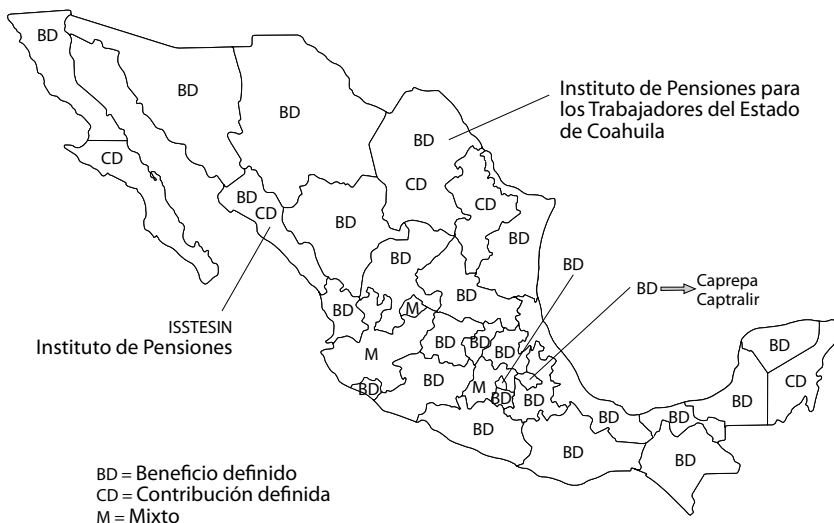 BD
BD
BD
Instituto de Pensiones para
los Trabajadores del Estado
de Coahuila
BD
CD
CD
BD
CD
BD
CD
BD
BD
BD
BD
BD
BD ⇒ Caprepa
Captralir
M
ISSTESIN
Instituto de Pensiones
M
BD
BD
BD
BD
BD
CD
BD
BD
M
BD
BD
BD
BD
BD
BD
BD
BD
BD = Beneficio definido
CD = Contribución definida
M = Mixto